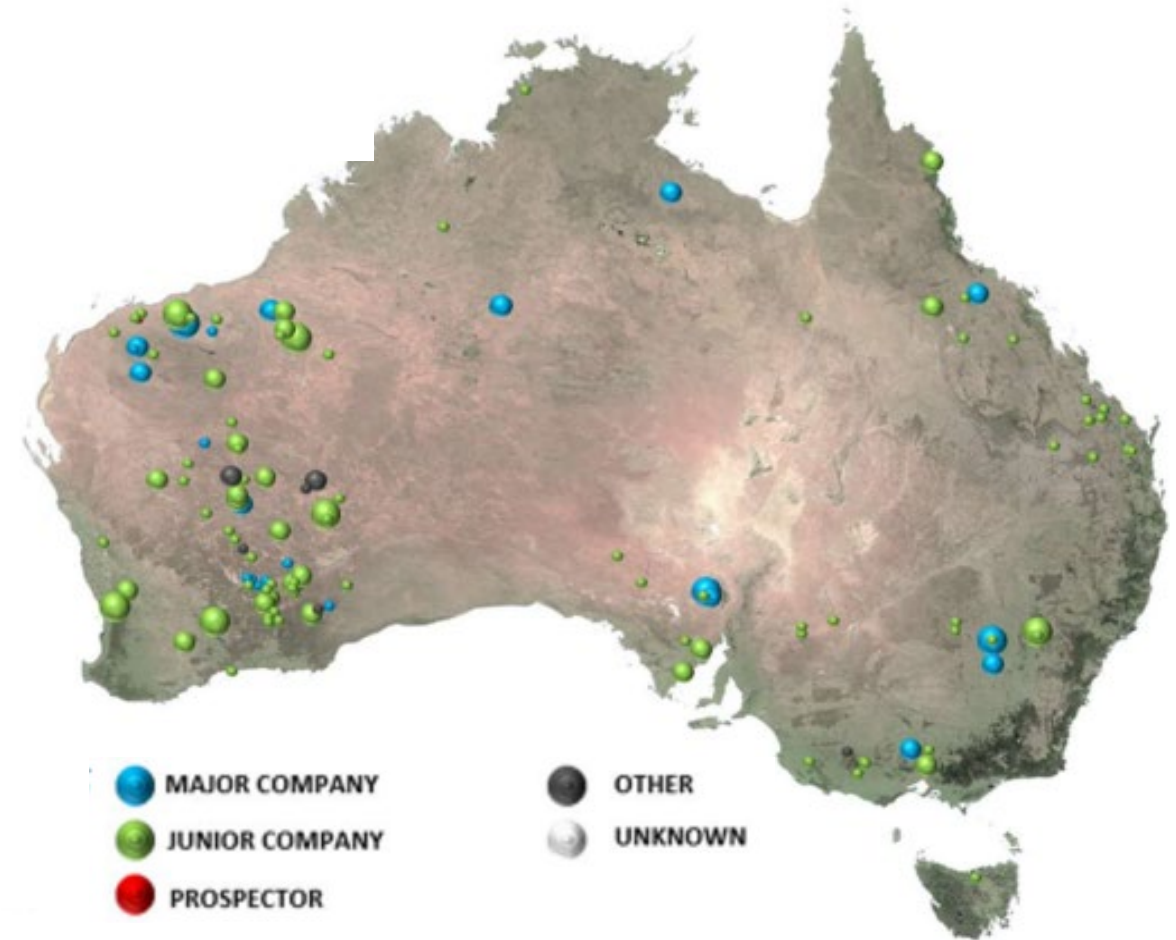 MAJOR COMPANY
JUNIOR COMPANY
PROSPECTOR
OTHER
UNKNOWN